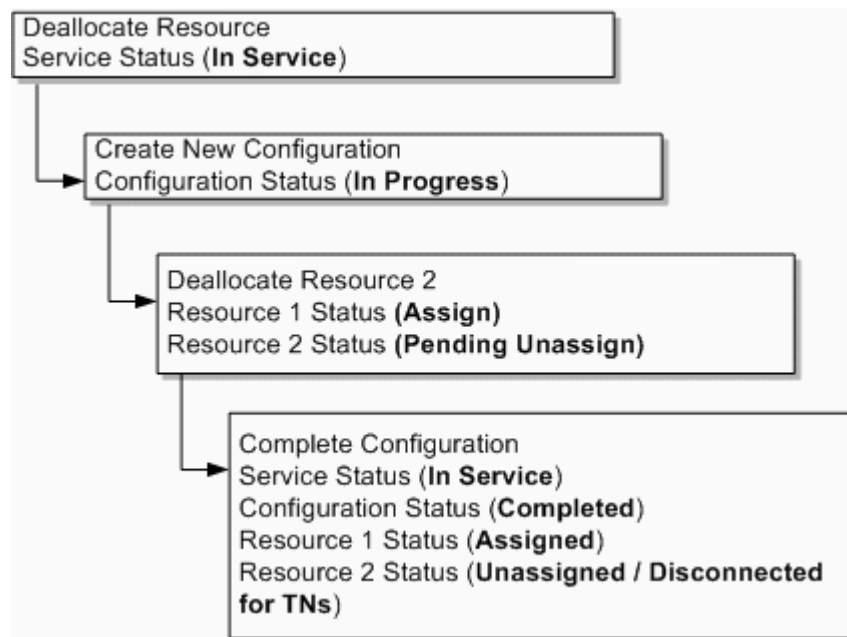 Deallocate Resource
Service Status (In Service)
Create New Configuration
Configuration Status (In Progress)
Deallocate Resource 2
Resource 1 Status (Assign)
Resource 2 Status (Pending Unassign)
Complete Configuration
Service Status (In Service)
Configuration Status (Completed)
Resource 1 Status (Assigned)
Resource 2 Status (Unassigned / Disconnected
for TNs)